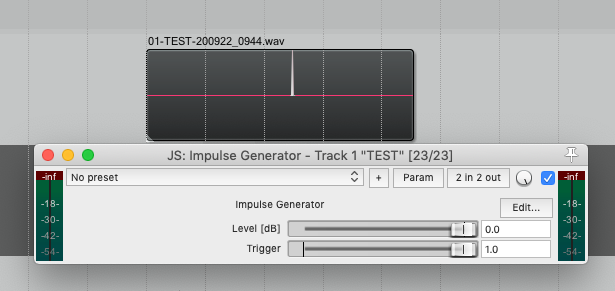 01-TEST-200922_0944.wav
JS: Impulse Generator - Track 1 "TEST" [23/23]
-inf No preset + Param 2 in 2 out -inf
-18- -18-
Impulse Generator Edit...
-30- -30-
Level [dB] 0.0
-42- -42-
Trigger 1.0
-54- -54-